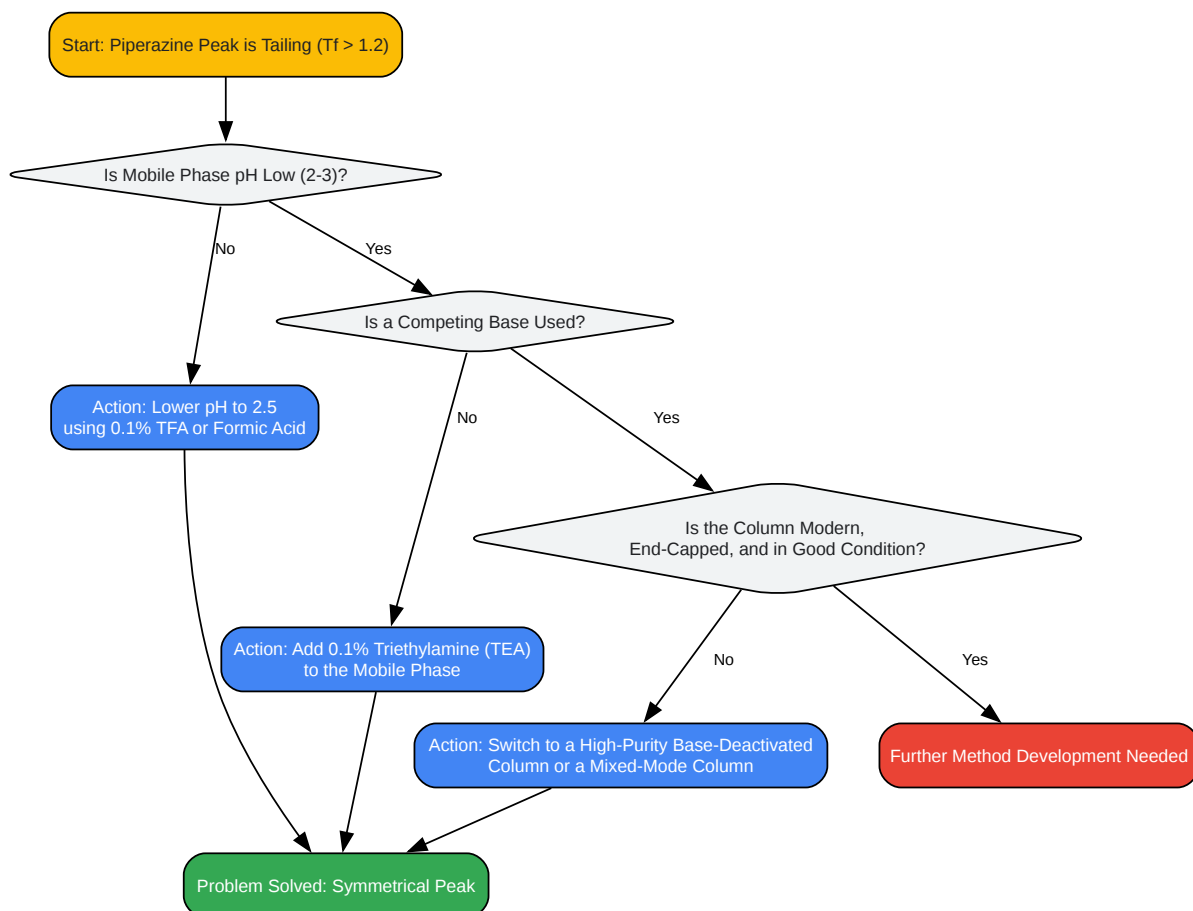 Start: Piperazine Peak is Tailing (Tf > 1.2)
Is Mobile Phase pH Low (2-3)?
No
Yes
Is a Competing Base Used?
Action: Lower pH to 2.5
using 0.1% TFA or Formic Acid
No
Yes
Is the Column Modern,
End-Capped, and in Good Condition?
Action: Add 0.1% Triethylamine (TEA)
to the Mobile Phase
No
Yes
Action: Switch to a High-Purity Base-Deactivated
Column or a Mixed-Mode Column
Further Method Development Needed
Problem Solved: Symmetrical Peak